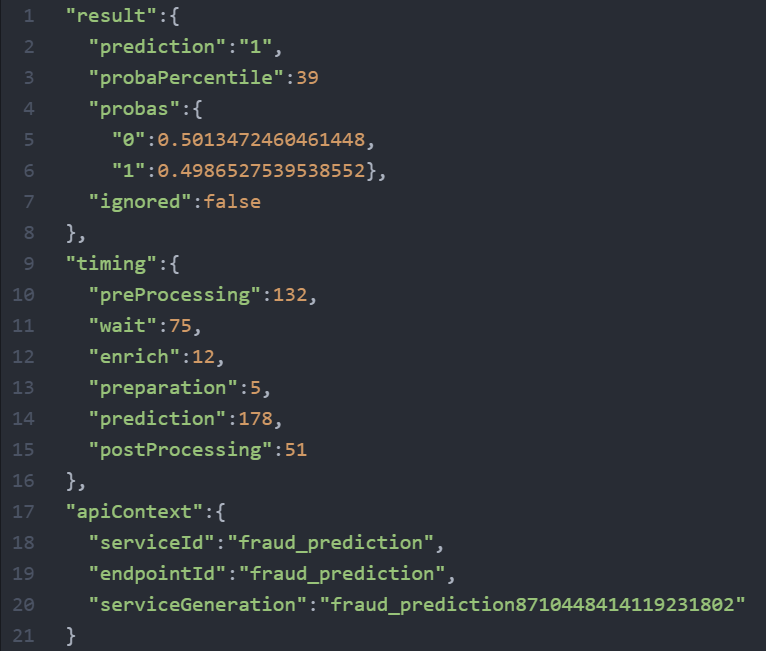 1 "result":{
2 "prediction":"1",
3 "probaPercentile":39
4 "probas":{
5 "0":0.5013472460461448,
6 "1":0.4986527539538552},
7 "ignored":false
8 },
9 "timing":{
10 "preProcessing":132,
11 "wait":75,
12 "enrich":12,
13 "preparation":5,
14 "prediction":178,
15 "postProcessing":51
16 },
17 "apiContext":{
18 "serviceId":"fraud_prediction",
19 "endpointId":"fraud_prediction",
20 "serviceGeneration":"fraud_prediction8710448414119231802"
21 }